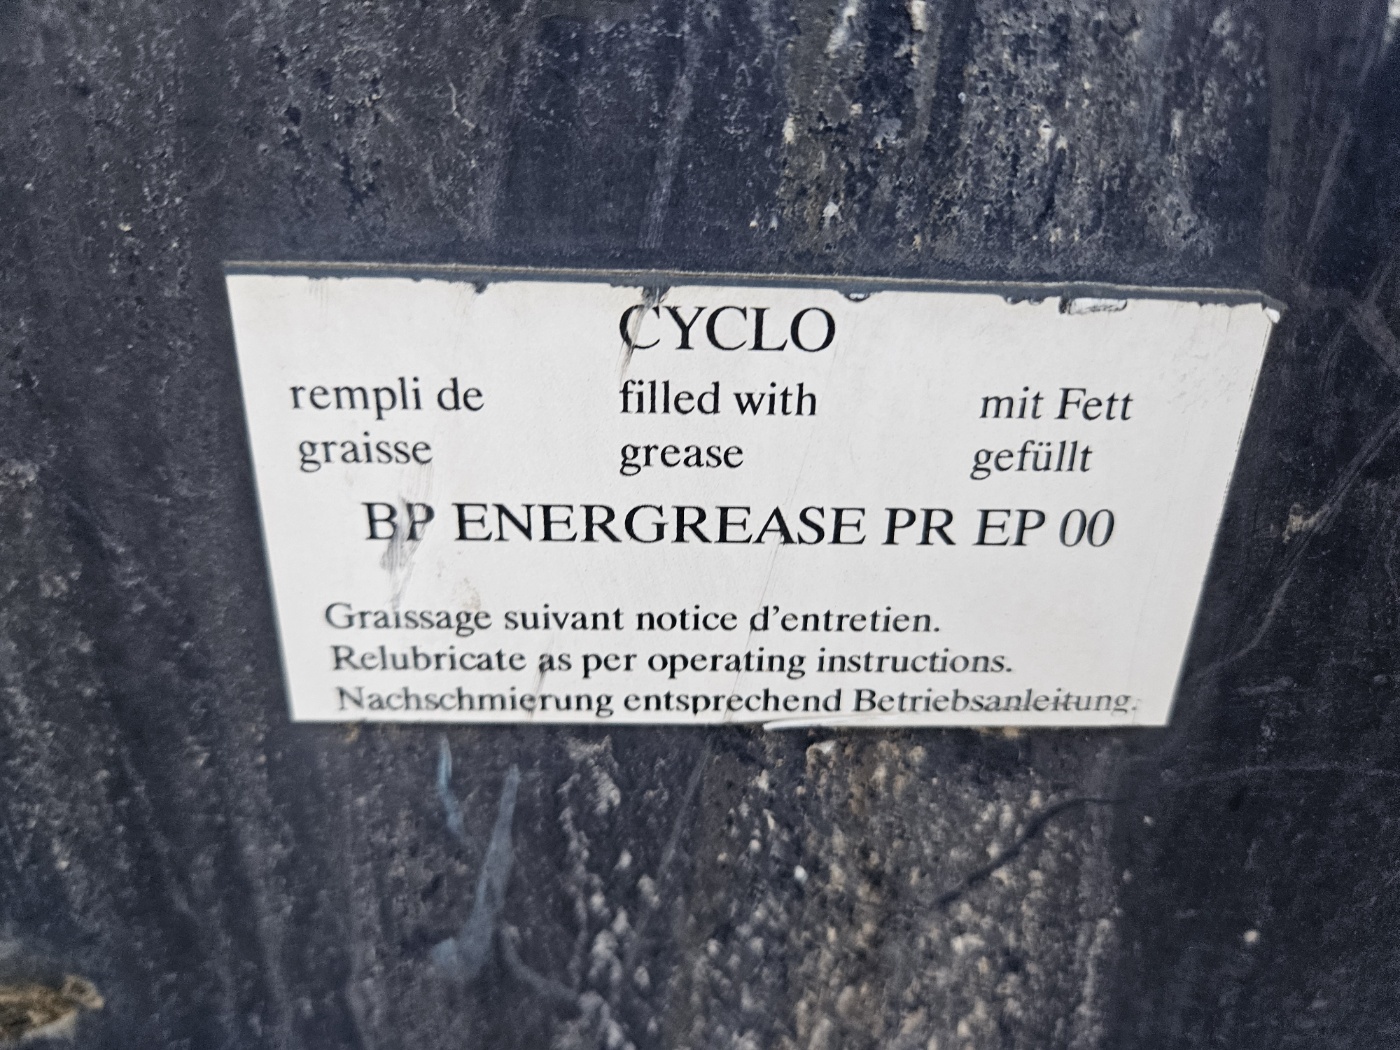 CYCLO
rempli de filled with mit Fett
graisse grease gefüllt
BP ENERGREASE PR EP 00
Graissage suivant notice d'entretien.
Relubricate as per operating instructions.
Nachschmierung entsprechend Betriebsanleitung.